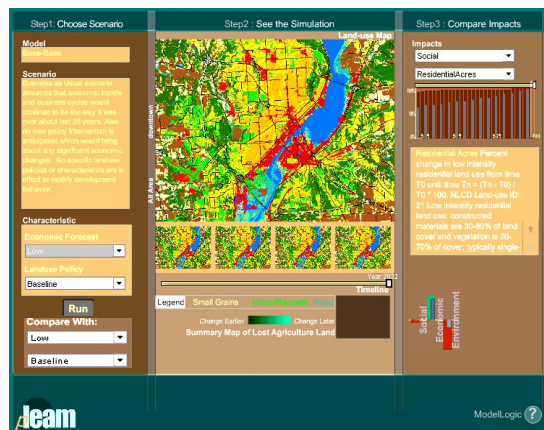 Step1: Choose Scenario
Step2 : See the Simulation
Step3 : Compare Impacts
Model
Base-Base
Scenario
Business as Usual scenario
assumes that economic trends
and business cycles would
continue to be the way it was
over about last 25 years. Also
no new policy intervention is
anticipated which would bring
about any significant economic
changes. No specific landuse
policies or characteristics are in
effect to modify development
behavior.
Characteristic
Economic Forecast
Low
Landuse Policy
Baseline
Run
Compare With:
Low
Baseline
Land-use Map
downtown
All Area
Year 2022
Timeline
Legend
Small Grains
Urban/Recreati
Wood
Change Earlier
Change Later
Summary Map of Lost Agriculture Land
Impacts
Social
ResidentialAcres
Residential Acres Percent
change in low intensity
residential land use from time
T0 until time Tn = (Tn - T0) /
T0 * 100. NLCD Land-use ID:
21 Low intensity residential
land use: constructed
materials are 30-80% of land
cover and vegetation is 20-
70% of cover; typically single-
Social
Economic
Environment
pleam
ModelLogic ?